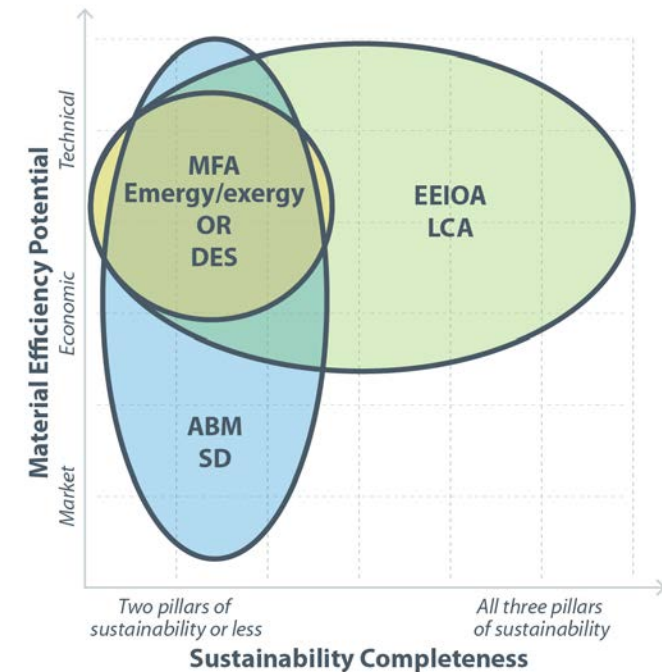 Material Efficiency Potential
Technical
Economic
Market
MFA
Emergy/exergy
OR
DES
EEIOA
LCA
ABM
SD
Two pillars of
sustainability or less
All three pillars
of sustainability
Sustainability Completeness